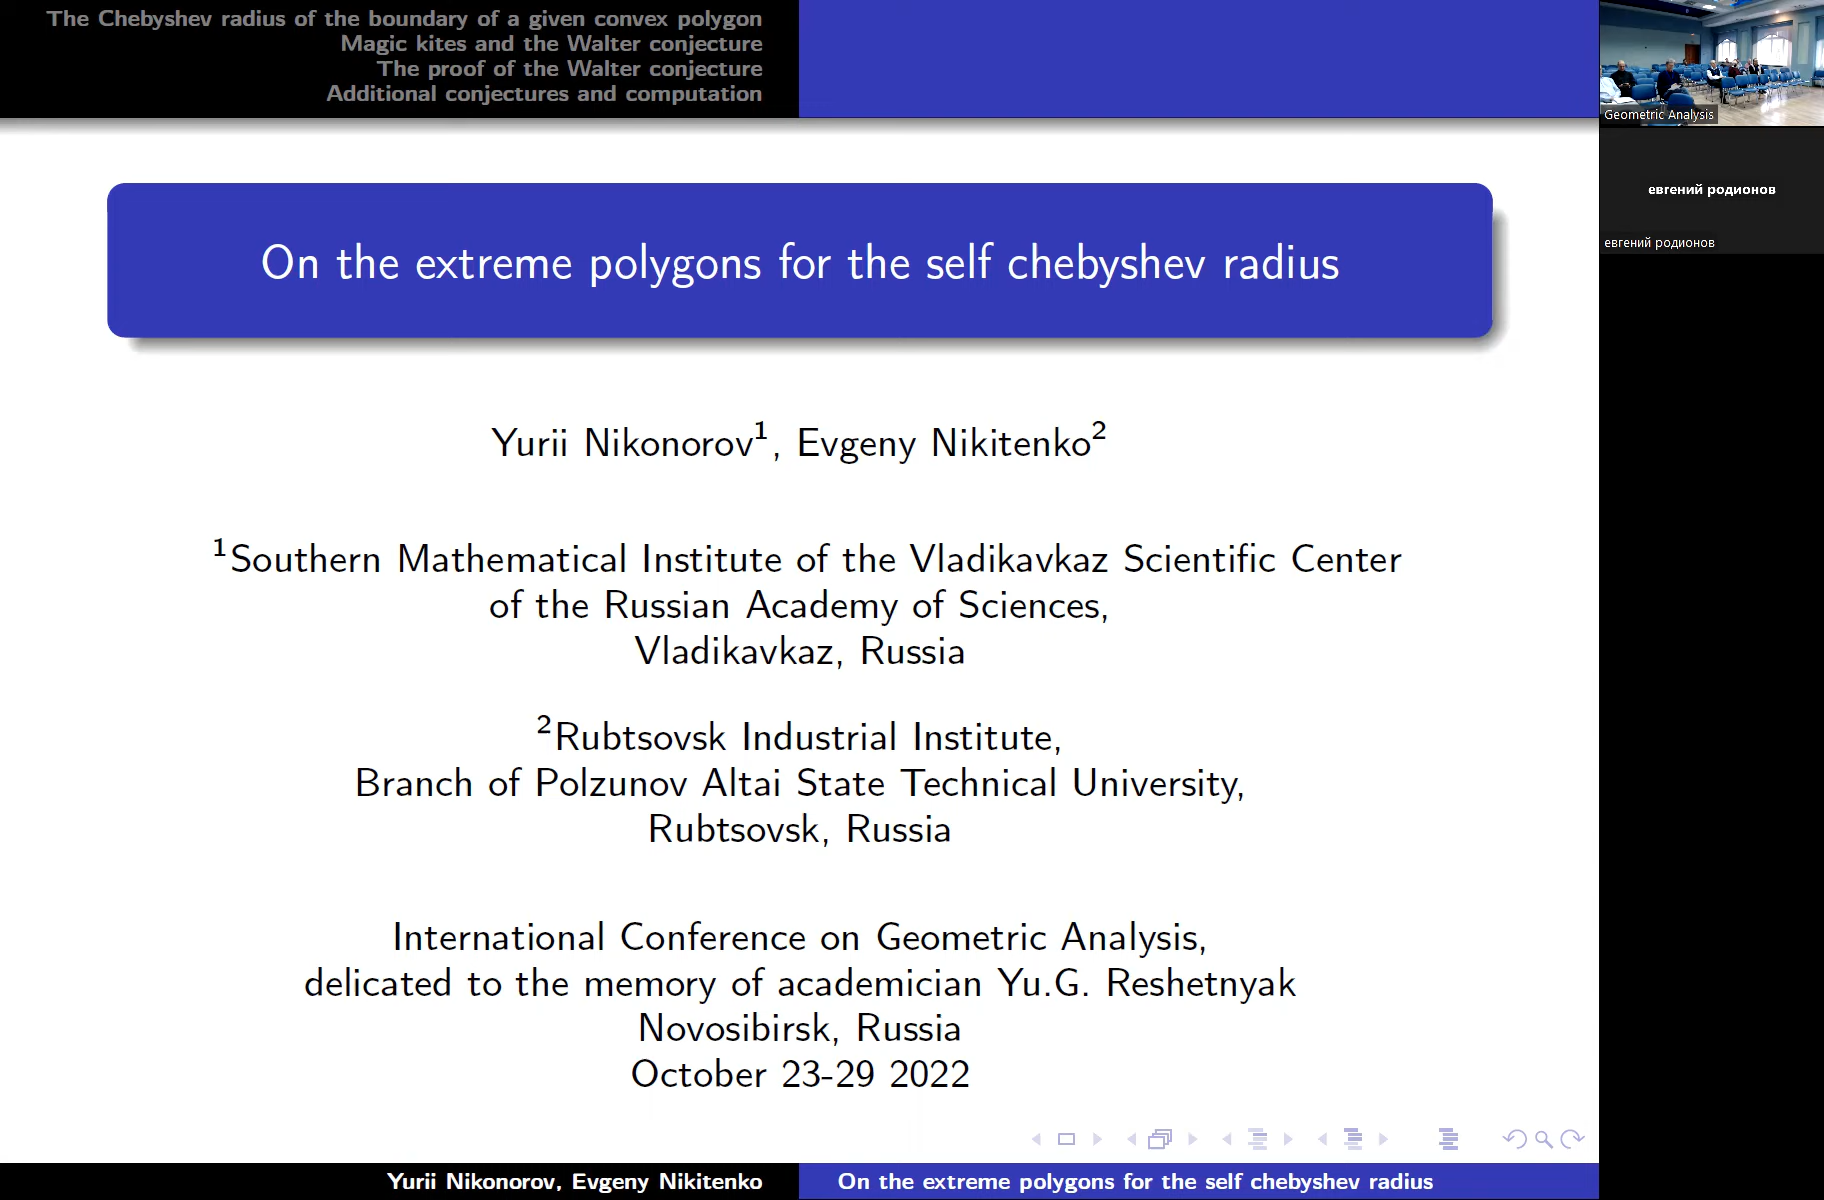 The Chebyshev radius of the boundary of a given convex polygon
Magic kites and the Walter conjecture
The proof of the Walter conjecture
Additional conjectures and computation
On the extreme polygons for the self chebyshev radius
Yurii Nikonorov1, Evgeny Nikitenko2
1Southern Mathematical Institute of the Vladikavkaz Scientific Center
of the Russian Academy of Sciences,
Vladikavkaz, Russia
2Rubtsovsk Industrial Institute,
Branch of Polzunov Altai State Technical University,
Rubtsovsk, Russia
International Conference on Geometric Analysis,
delicated to the memory of academician Yu.G. Reshetnyak
Novosibirsk, Russia
October 23-29 2022
Yurii Nikonorov, Evgeny Nikitenko
On the extreme polygons for the self chebyshev radius
Geometric Analysis
евгений родионов
евгений родионов